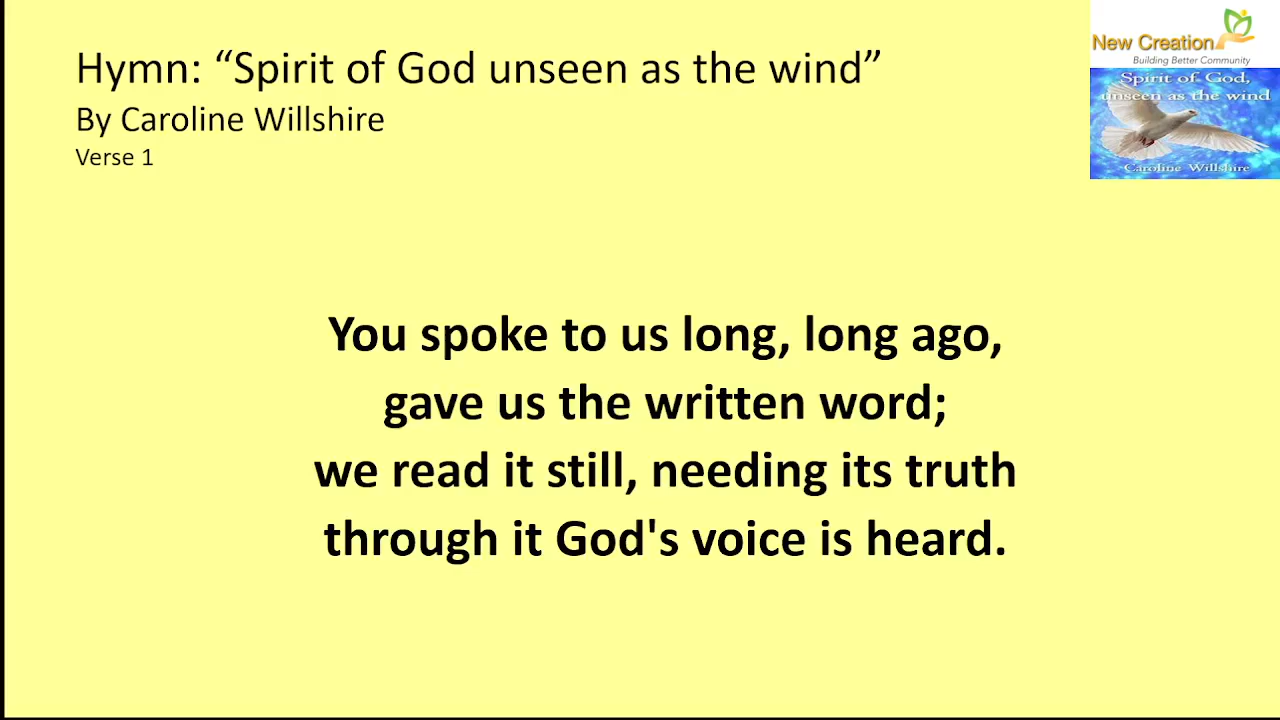 Hymn: “Spirit of God unseen as the wind”
By Caroline Willshire
Verse 1
New Creation
Building Better Community
Spirit of God,
unseen as the wind
Caroline Willshire
You spoke to us long, long ago,
gave us the written word;
we read it still, needing its truth
through it God's voice is heard.